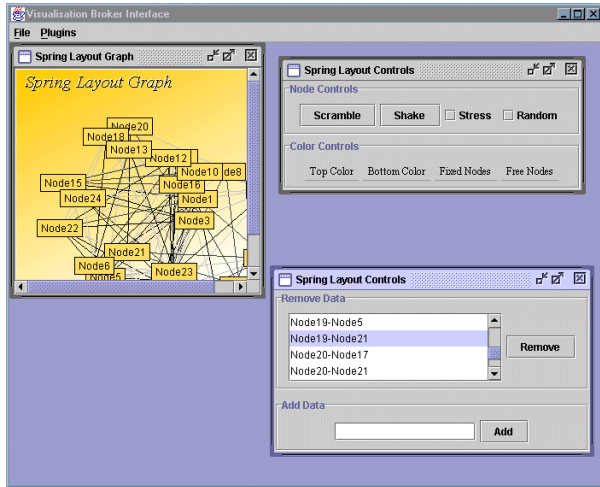 Visualisation Broker Interface
File Plugins
Spring Layout Graph
Spring Layout Graph
Node20
Node18
Node13
Node12
Node10
de8
Node15
Node16
Node24
Node1
Node3
Node22
Node21
Node6
Node23
Node5
Spring Layout Controls
Node Controls
Scramble Shake Stress Random
Color Controls
Top Color Bottom Color Fixed Nodes Free Nodes
Spring Layout Controls
Remove Data
Node19-Node5
Node19-Node21
Node20-Node17
Node20-Node21
Remove
Add Data
Add